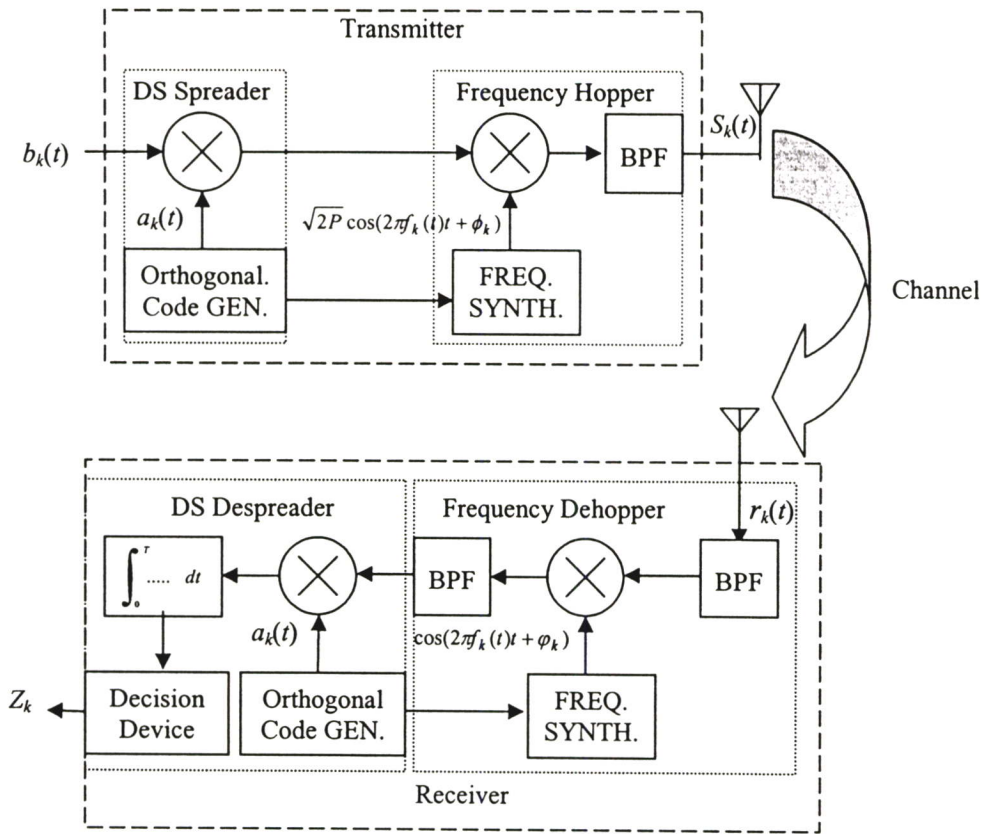 Transmitter
DS Spreader
Frequency Hopper
S_k(t)
b_k(t)
BPF
a_k(t)
√2P cos(2πf_k(t)t + ϕ_k)
Orthogonal.
Code GEN.
FREQ.
SYNTH.
Channel
DS Despreader
Frequency Dehopper
r_k(t)
∫_0^T ..... dt
BPF
BPF
a_k(t)
cos(2πf_k(t)t + φ_k)
Z_k
Decision
Device
Orthogonal
Code GEN.
FREQ.
SYNTH.
Receiver